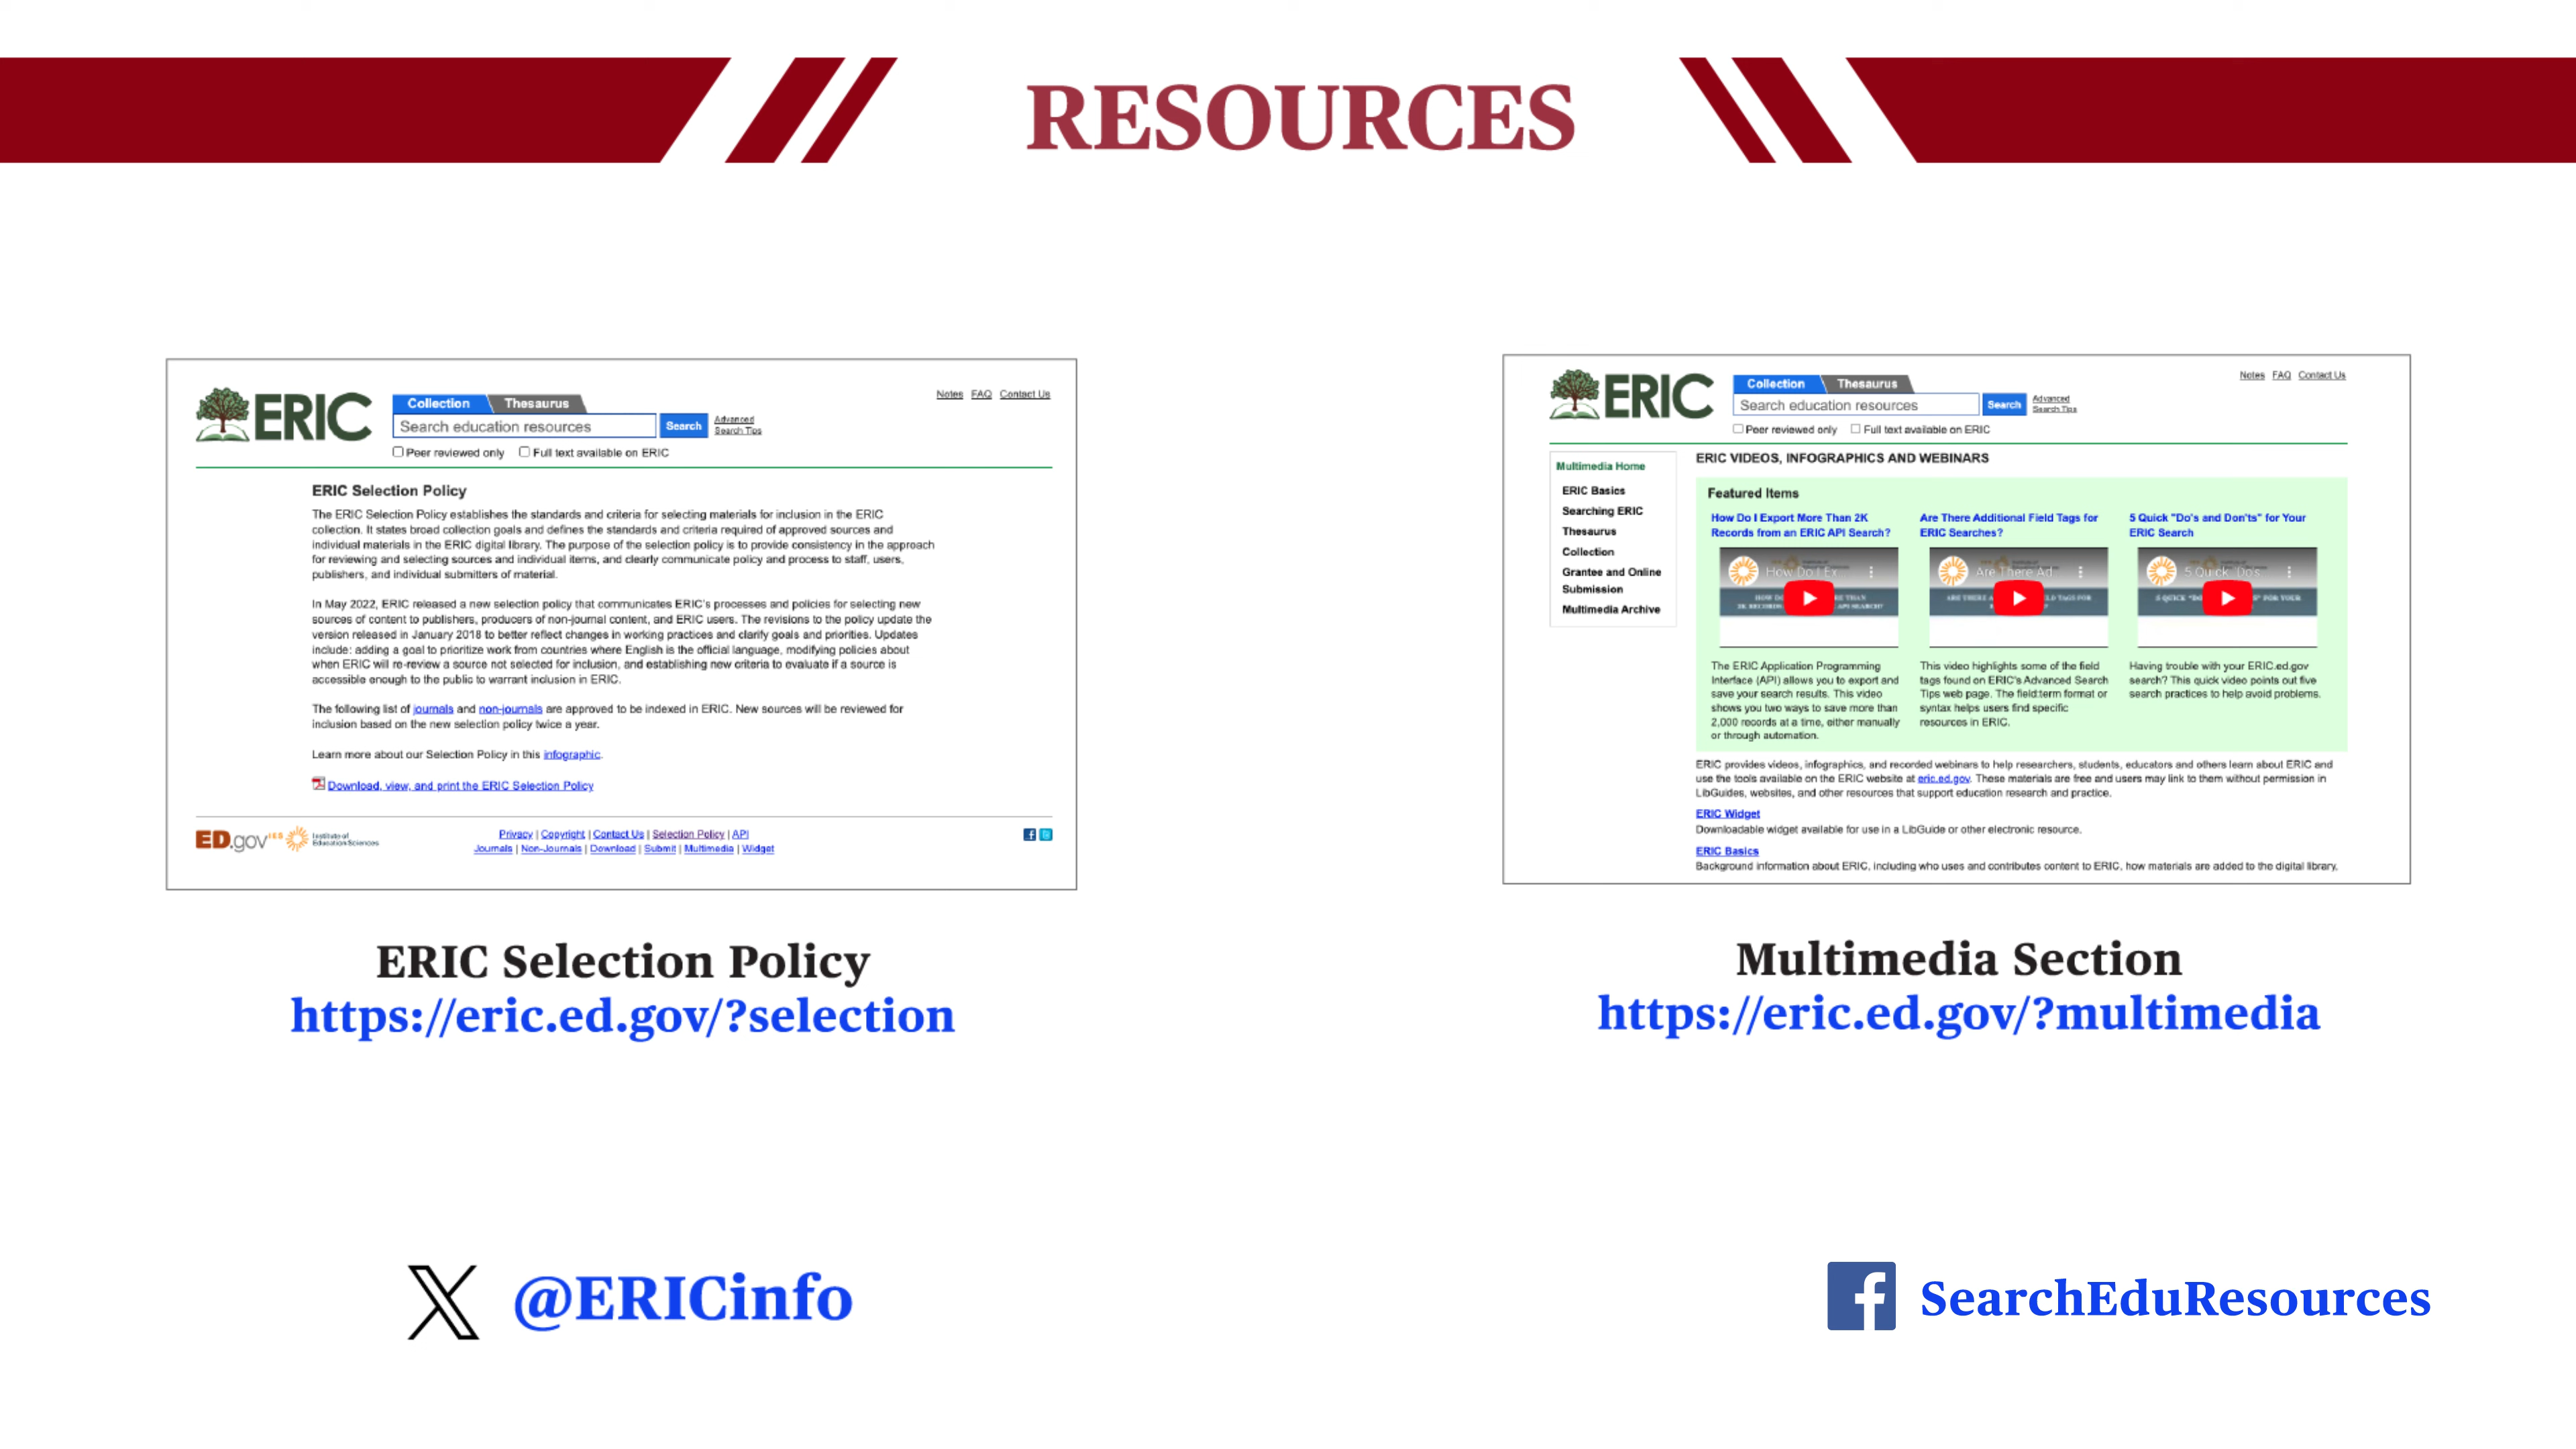 RESOURCES
ERIC
Collection
Thesaurus
Search education resources
Search
Advanced
Search Tips
Peer reviewed only
Full text available on ERIC
Notes FAQ Contact Us
ERIC Selection Policy
The ERIC Selection Policy establishes the standards and criteria for selecting materials for inclusion in the ERIC
collection. It states broad collection goals and defines the standards and criteria required of approved sources and
individual materials in the ERIC digital library. The purpose of the selection policy is to provide consistency in the approach
for reviewing and selecting sources and individual items, and clearly communicate policy and process to staff, users,
publishers, and individual submitters of material.
In May 2022, ERIC released a new selection policy that communicates ERIC's processes and policies for selecting new
sources of content to publishers, producers of non-journal content, and ERIC users. The revisions to the policy update the
version released in January 2018 to better reflect changes in working practices and clarify goals and priorities. Updates
include: adding a goal to prioritize work from countries where English is the official language, modifying policies about
when ERIC will re-review a source not selected for inclusion, and establishing new criteria to evaluate if a source is
accessible enough to the public to warrant inclusion in ERIC.
The following list of journals and non-journals are approved to be indexed in ERIC. New sources will be reviewed for
inclusion based on the new selection policy twice a year.
Learn more about our Selection Policy in this infographic.
Download, view, and print the ERIC Selection Policy
ED.gov
IES
Institute of
Education Sciences
Privacy | Copyright | Contact Us | Selection Policy | API
Journals | Non-Journals | Download | Submit | Multimedia | Widget
ERIC Selection Policy
https://eric.ed.gov/?selection
ERIC
Collection
Thesaurus
Search education resources
Search
Advanced
Search Tips
Peer reviewed only
Full text available on ERIC
Notes FAQ Contact Us
Multimedia Home
ERIC Basics
Searching ERIC
Thesaurus
Collection
Grantee and Online
Submission
Multimedia Archive
ERIC VIDEOS, INFOGRAPHICS AND WEBINARS
Featured Items
How Do I Export More Than 2K
Records from an ERIC API Search?
How Do I Ex
The ERIC Application Programming
Interface (API) allows you to export and
save your search results. This video
shows you two ways to save more than
2,000 records at a time, either manually
or through automation.
Are There Additional Field Tags for
ERIC Searches?
Are There Ad
This video highlights some of the field
tags found on ERIC's Advanced Search
Tips web page. The field:term format or
syntax helps users find specific
resources in ERIC.
5 Quick "Do's and Don'ts" for Your
ERIC Search
5 Quick "Do's
Having trouble with your ERIC.ed.gov
search? This quick video points out five
search practices to help avoid problems.
ERIC provides videos, infographics, and recorded webinars to help researchers, students, educators and others learn about ERIC and
use the tools available on the ERIC website at eric.ed.gov. These materials are free and users may link to them without permission in
LibGuides, websites, and other resources that support education research and practice.
ERIC Widget
Downloadable widget available for use in a LibGuide or other electronic resource.
ERIC Basics
Background information about ERIC, including who uses and contributes content to ERIC, how materials are added to the digital library,
Multimedia Section
https://eric.ed.gov/?multimedia
@ERICinfo
SearchEduResources